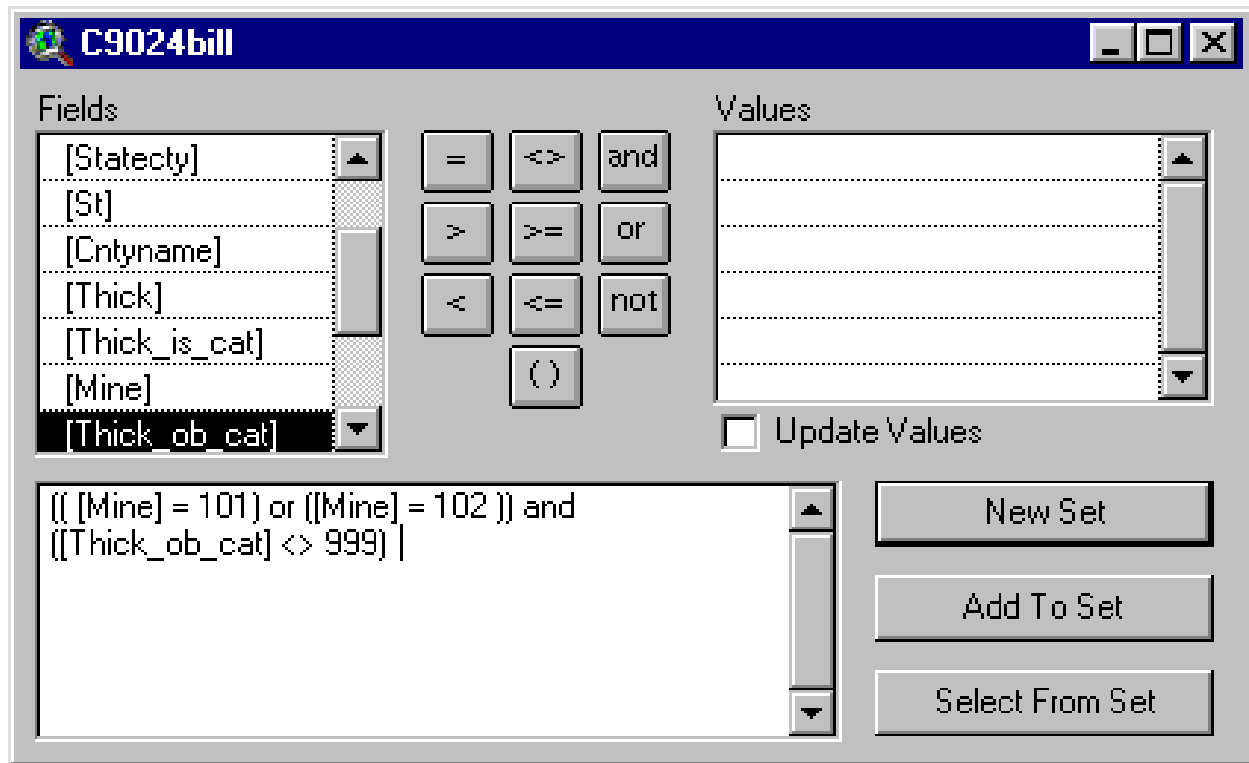 C9024bill
Fields
Values
[Statecty]
[St]
[Cntyname]
[Thick]
[Thick_is_cat]
[Mine]
[Thick_ob_cat]
= <> and
> >= or
< <= not
( )
Update Values
(( [Mine] = 101) or ([Mine] = 102 )) and
([Thick_ob_cat] <> 999)
New Set
Add To Set
Select From Set